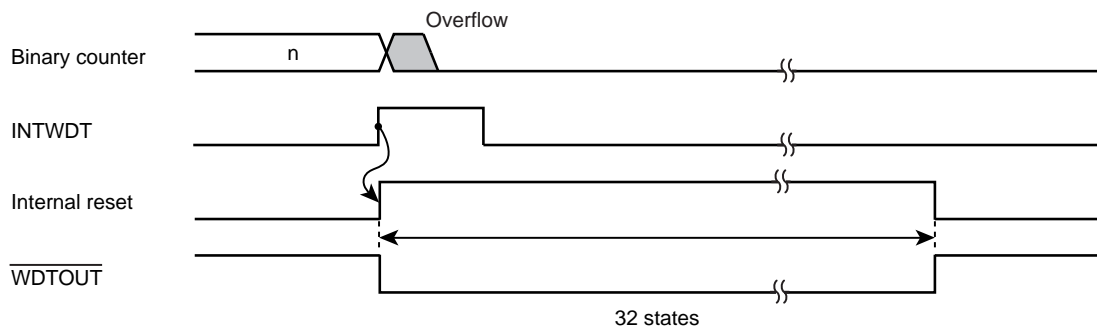 Overflow
Binary counter
n
INTWDT
Internal reset
WDTOUT
32 states